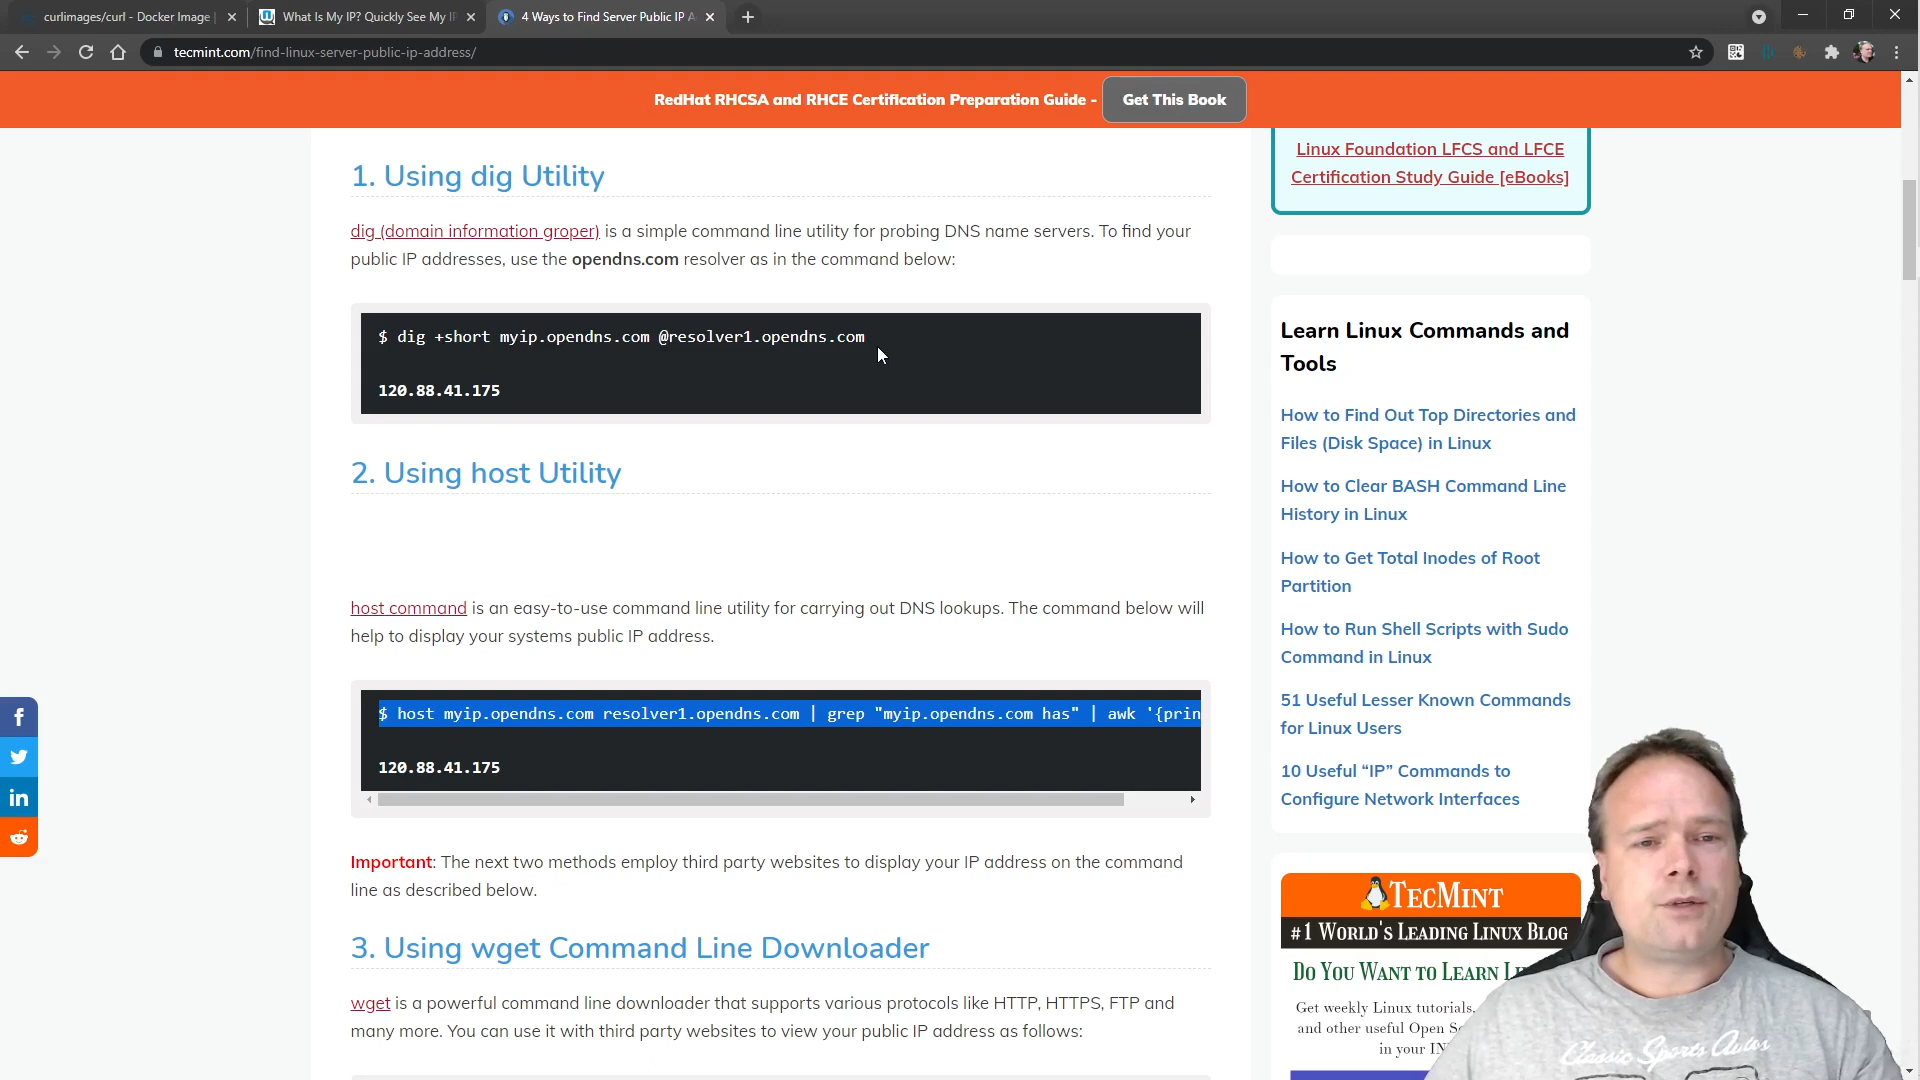 curlimages/curl - Docker Image
What Is My IP? Quickly See My IP
4 Ways to Find Server Public IP A
tecmint.com/find-linux-server-public-ip-address/
RedHat RHCSA and RHCE Certification Preparation Guide -
Get This Book
1. Using dig Utility
dig (domain information groper) is a simple command line utility for probing DNS name servers. To find your
public IP addresses, use the opendns.com resolver as in the command below:
$ dig +short myip.opendns.com @resolver1.opendns.com
120.88.41.175
2. Using host Utility
host command is an easy-to-use command line utility for carrying out DNS lookups. The command below will
help to display your systems public IP address.
$ host myip.opendns.com resolver1.opendns.com | grep "myip.opendns.com has" | awk '{prin
120.88.41.175
Important: The next two methods employ third party websites to display your IP address on the command
line as described below.
3. Using wget Command Line Downloader
wget is a powerful command line downloader that supports various protocols like HTTP, HTTPS, FTP and
many more. You can use it with third party websites to view your public IP address as follows:
Linux Foundation LFCS and LFCE
Certification Study Guide [eBooks]
Learn Linux Commands and
Tools
How to Find Out Top Directories and
Files (Disk Space) in Linux
How to Clear BASH Command Line
History in Linux
How to Get Total Inodes of Root
Partition
How to Run Shell Scripts with Sudo
Command in Linux
51 Useful Lesser Known Commands
for Linux Users
10 Useful “IP” Commands to
Configure Network Interfaces
TECMINT
#1 WORLD'S LEADING LINUX BLOG
DO YOU WANT TO LEARN
Get weekly Linux tutorials,
and other useful Open
in your
Classic Sports Autos